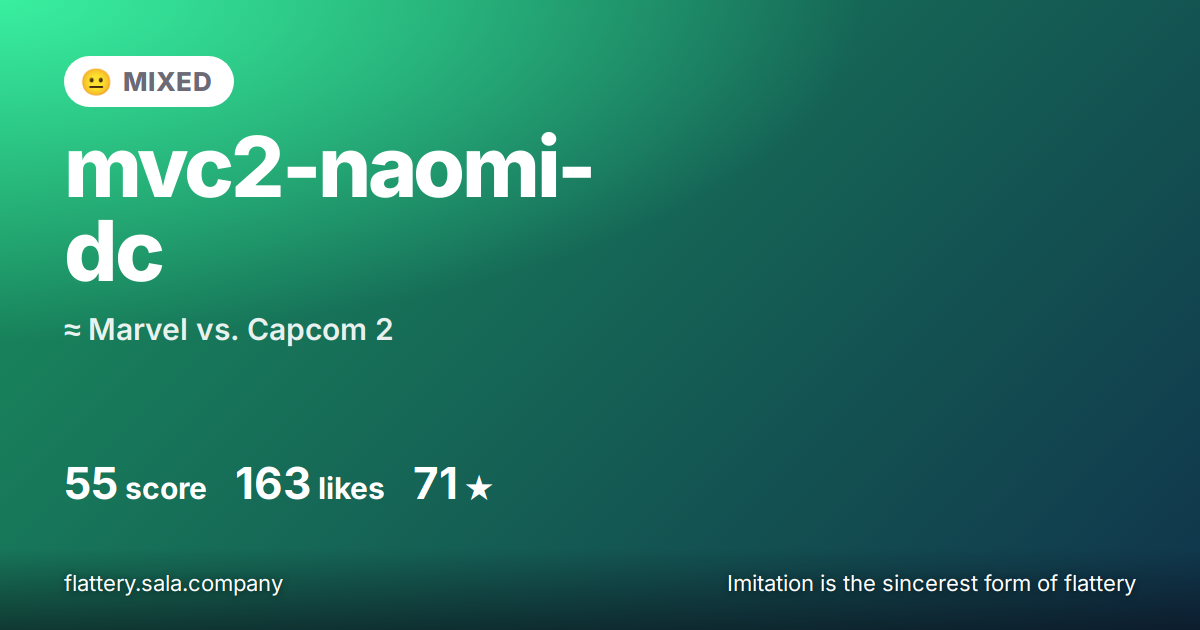 😐 MIXED
mvc2-naomi-
dc
≈ Marvel vs. Capcom 2
55 score 163 likes 71 ★
flattery.sala.company
Imitation is the sincerest form of flattery